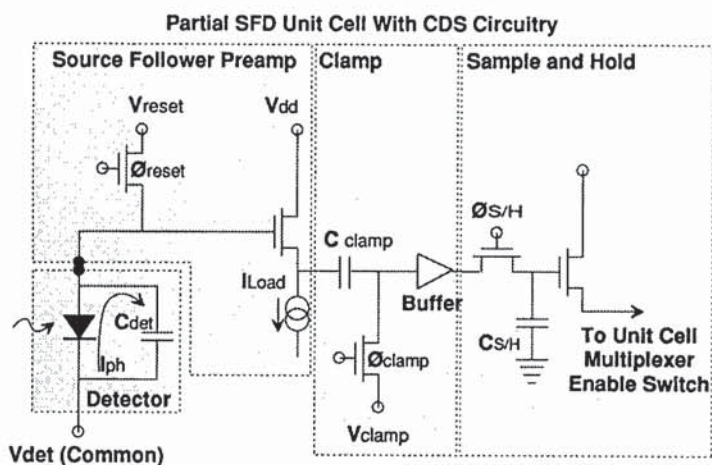 Partial SFD Unit Cell With CDS Circuitry
Source Follower Preamp
Clamp
Sample and Hold
Vreset
Vdd
Øreset
ØS/H
C clamp
ILoad
Buffer
Cdet
Iph
Øclamp
CS/H
To Unit Cell
Multiplexer
Enable Switch
Detector
Vclamp
Vdet (Common)